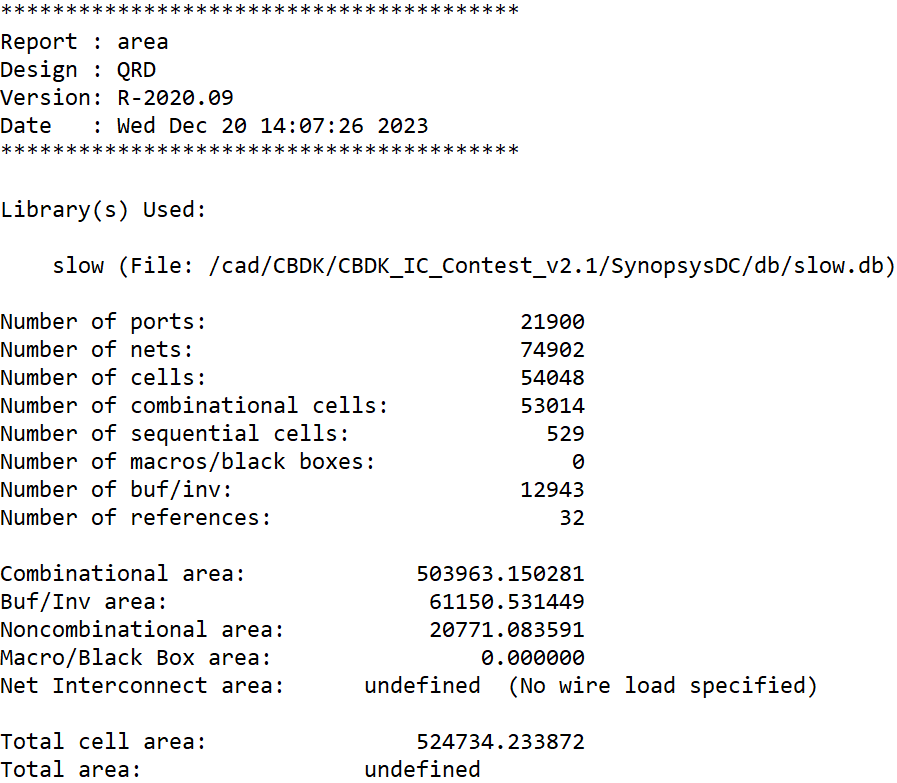 ****************************************
Report : area
Design : QRD
Version: R-2020.09
Date   : Wed Dec 20 14:07:26 2023
****************************************

Library(s) Used:

    slow (File: /cad/CBDK/CBDK_IC_Contest_v2.1/SynopsysDC/db/slow.db)

Number of ports:                        21900
Number of nets:                         74902
Number of cells:                        54048
Number of combinational cells:          53014
Number of sequential cells:               529
Number of macros/black boxes:               0
Number of buf/inv:                      12943
Number of references:                      32

Combinational area:             503963.150281
Buf/Inv area:                    61150.531449
Noncombinational area:           20771.083591
Macro/Black Box area:                0.000000
Net Interconnect area:      undefined  (No wire load specified)

Total cell area:                524734.233872
Total area:                 undefined